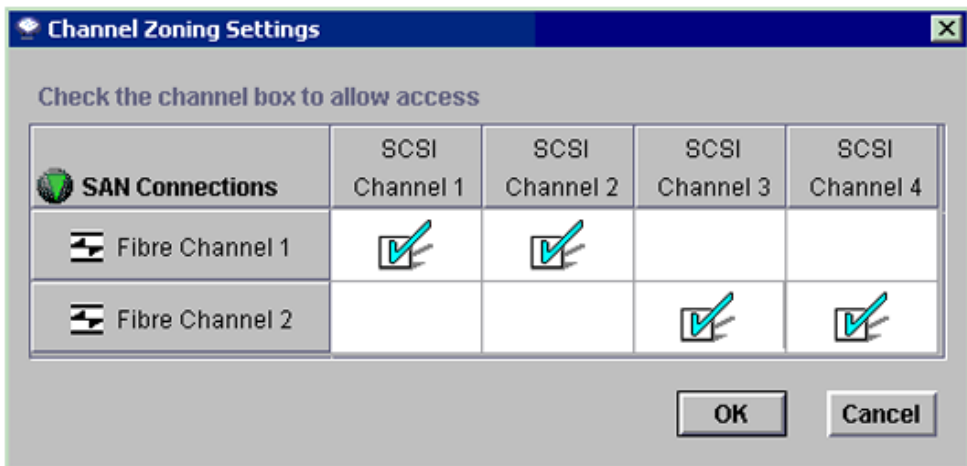 Channel Zoning Settings
Check the channel box to allow access
SAN Connections
SCSI Channel 1
SCSI Channel 2
SCSI Channel 3
SCSI Channel 4
Fibre Channel 1
Fibre Channel 2
OK
Cancel